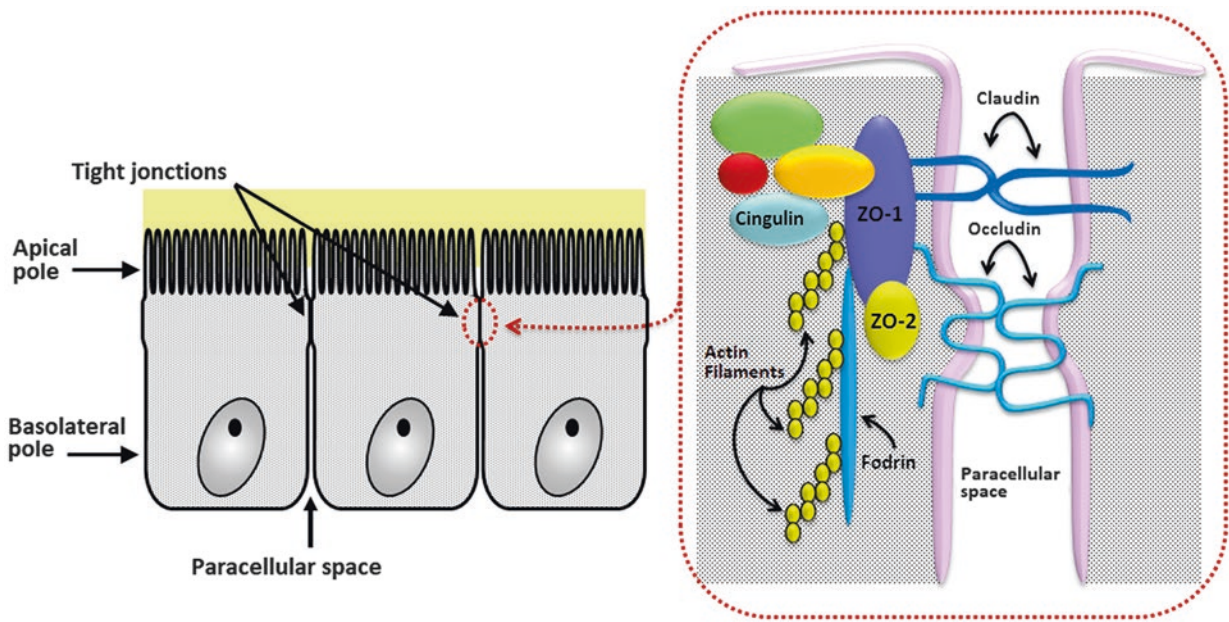 Tight jonctions
Apical
pole
Basolateral
pole
Paracellular space
Claudin
Cingulin
ZO-1
Occludin
ZO-2
Actin
Filaments
Fodrin
Paracellular
space